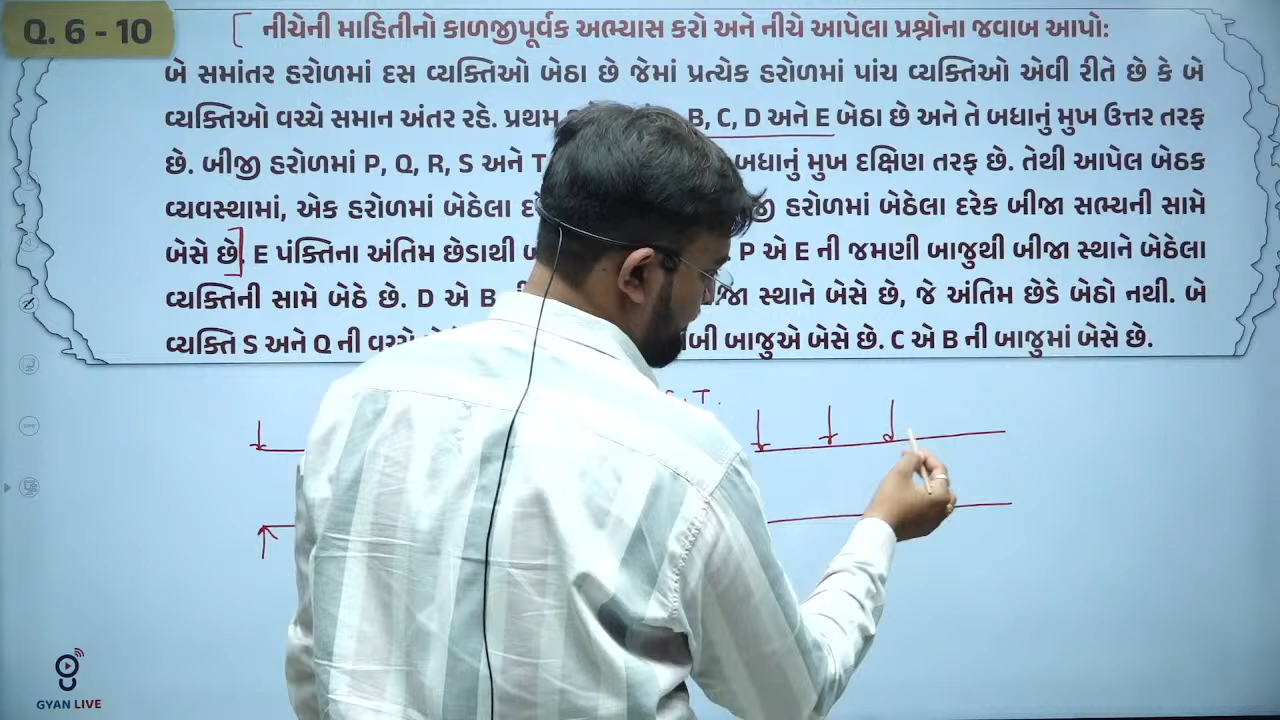 Q. 6 - 10
નીચેની માહિતીનો કાળજીપૂર્વક અભ્યાસ કરો અને નીચે આપેલા પ્રશ્નોના જવાબ આપો:
બે સમાંતર હરોળમાં દસ વ્યક્તિઓ બેઠા છે જેમાં પ્રત્યેક હરોળમાં પાંચ વ્યક્તિઓ એવી રીતે છે કે બે
વ્યક્તિઓ વચ્ચે સમાન અંતર રહે. પ્રથમ B, C, D અને E બેઠા છે અને તે બધાનું મુખ ઉત્તર તરફ
છે. બીજી હરોળમાં P, Q, R, S અને T બધાનું મુખ દક્ષિણ તરફ છે. તેથી આપેલ બેઠક
વ્યવસ્થામાં, એક હરોળમાં બેઠેલા હરોળમાં બેઠેલા દરેક બીજા સભ્યની સામે
બેસે છે. E પંક્તિના અંતિમ છેડાથી P એ E ની જમણી બાજુથી બીજા સ્થાને બેઠેલા
વ્યક્તિની સામે બેઠે છે. D એ B સ્થાને બેસે છે, જે અંતિમ છેડે બેઠો નથી. બે
વ્યક્તિ S અને Q ની બાજુએ બેસે છે. C એ B ની બાજુમાં બેસે છે.
T.
GYAN LIVE